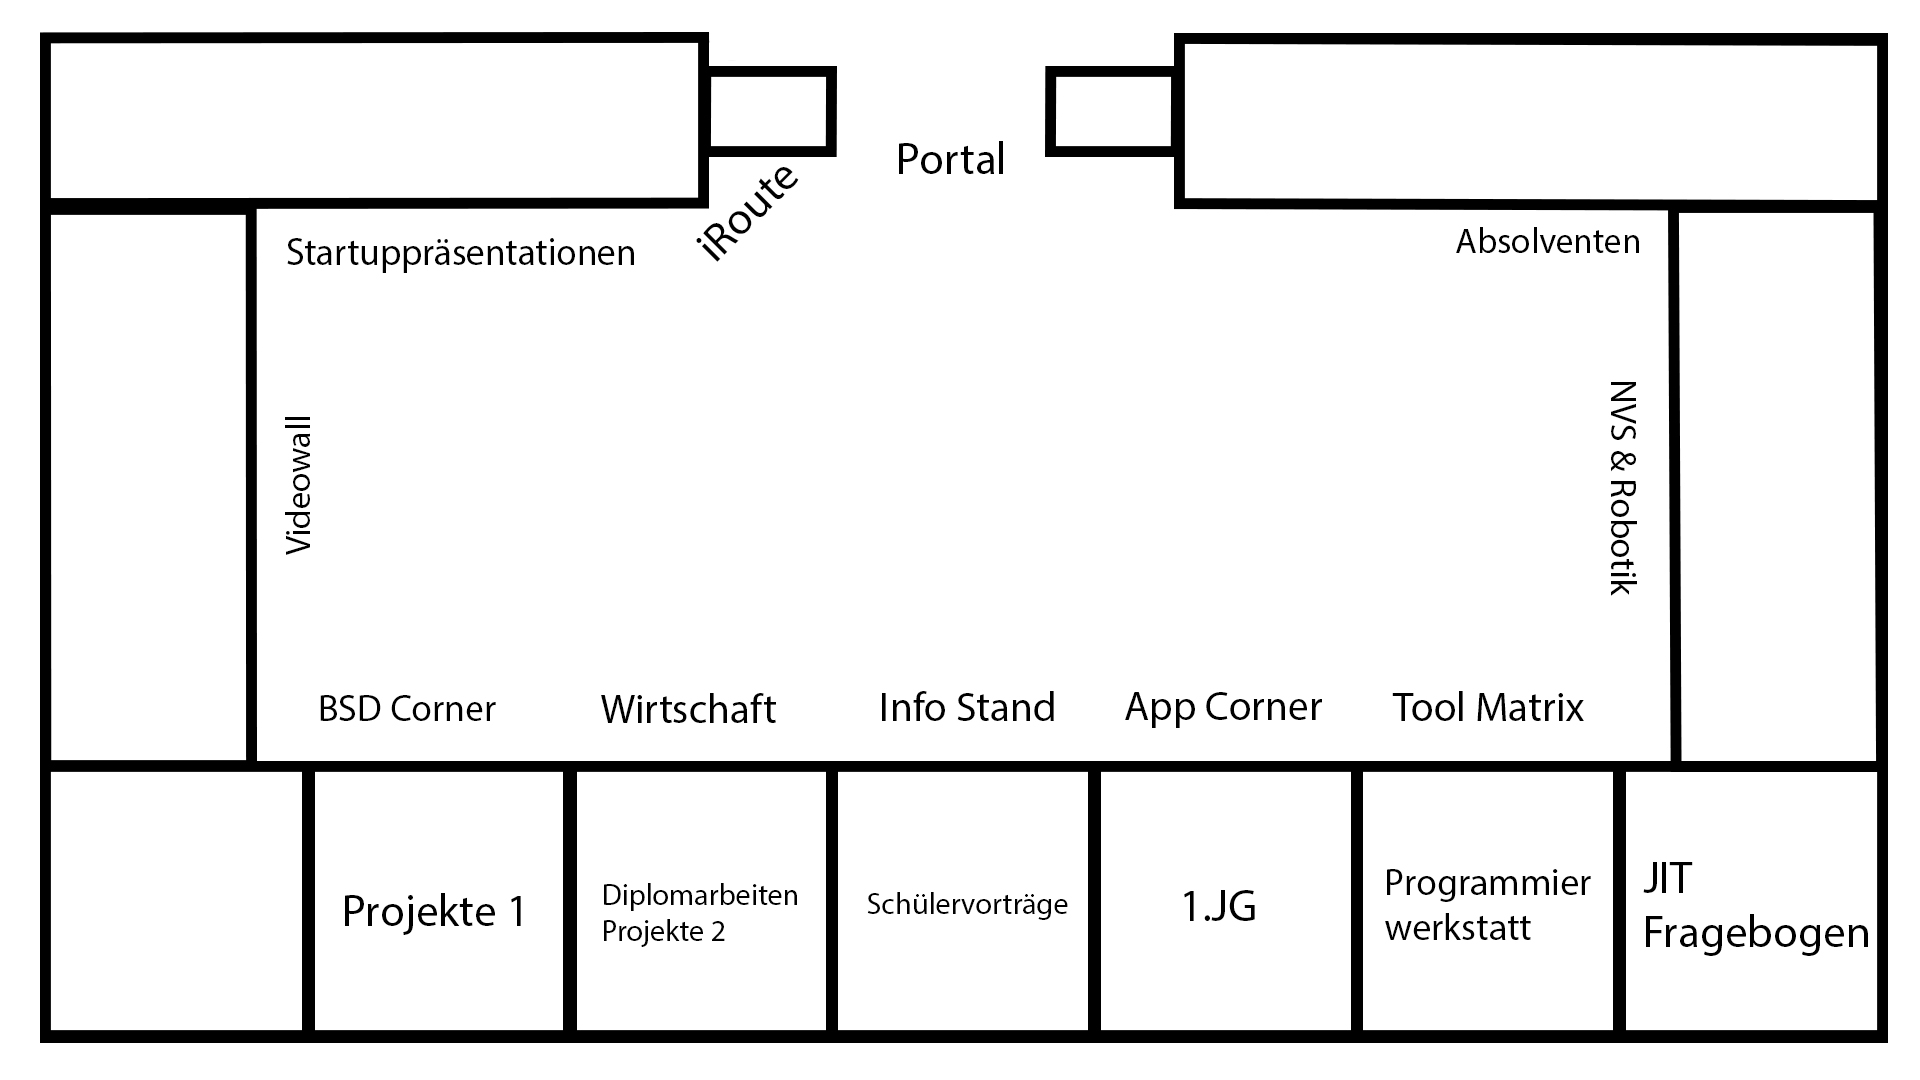 Portal
iRoute
Startuppräsentationen
Absolventen
Videowall
NVS & Robotik
BSD Corner
Wirtschaft
Info Stand
App Corner
Tool Matrix
Projekte 1
Diplomarbeiten
Projekte 2
Schülervorträge
1.JG
Programmier
werkstatt
JIT
Fragebogen